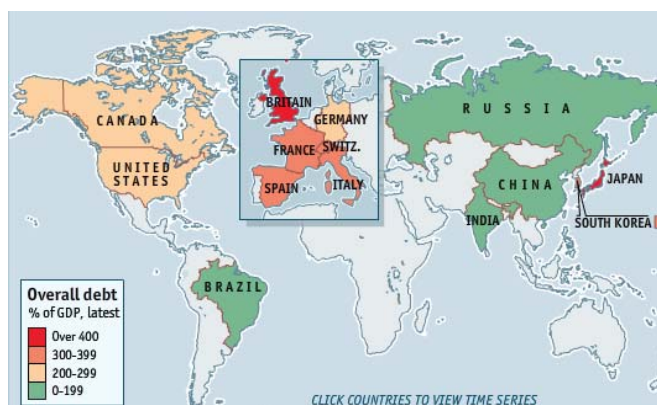 CANADA
UNITED
STATES
BRITAIN
GERMANY
FRANCE
SWITZ.
SPAIN
ITALY
RUSSIA
CHINA
JAPAN
INDIA
SOUTH KOREA
BRAZIL
Overall debt
% of GDP, latest
Over 400
300-399
200-299
0-199
CLICK COUNTRIES TO VIEW TIME SERIES